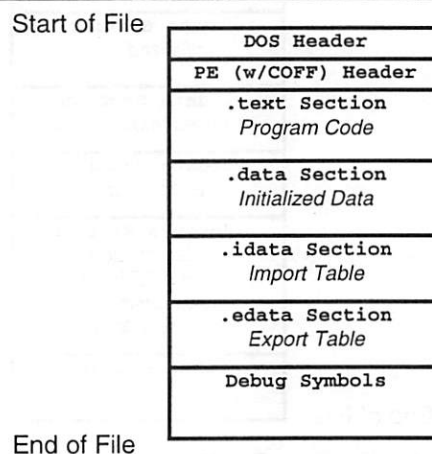 Start of File
DOS Header
PE (w/COFF) Header
.text Section
Program Code
.data Section
Initialized Data
.idata Section
Import Table
.edata Section
Export Table
Debug Symbols
End of File